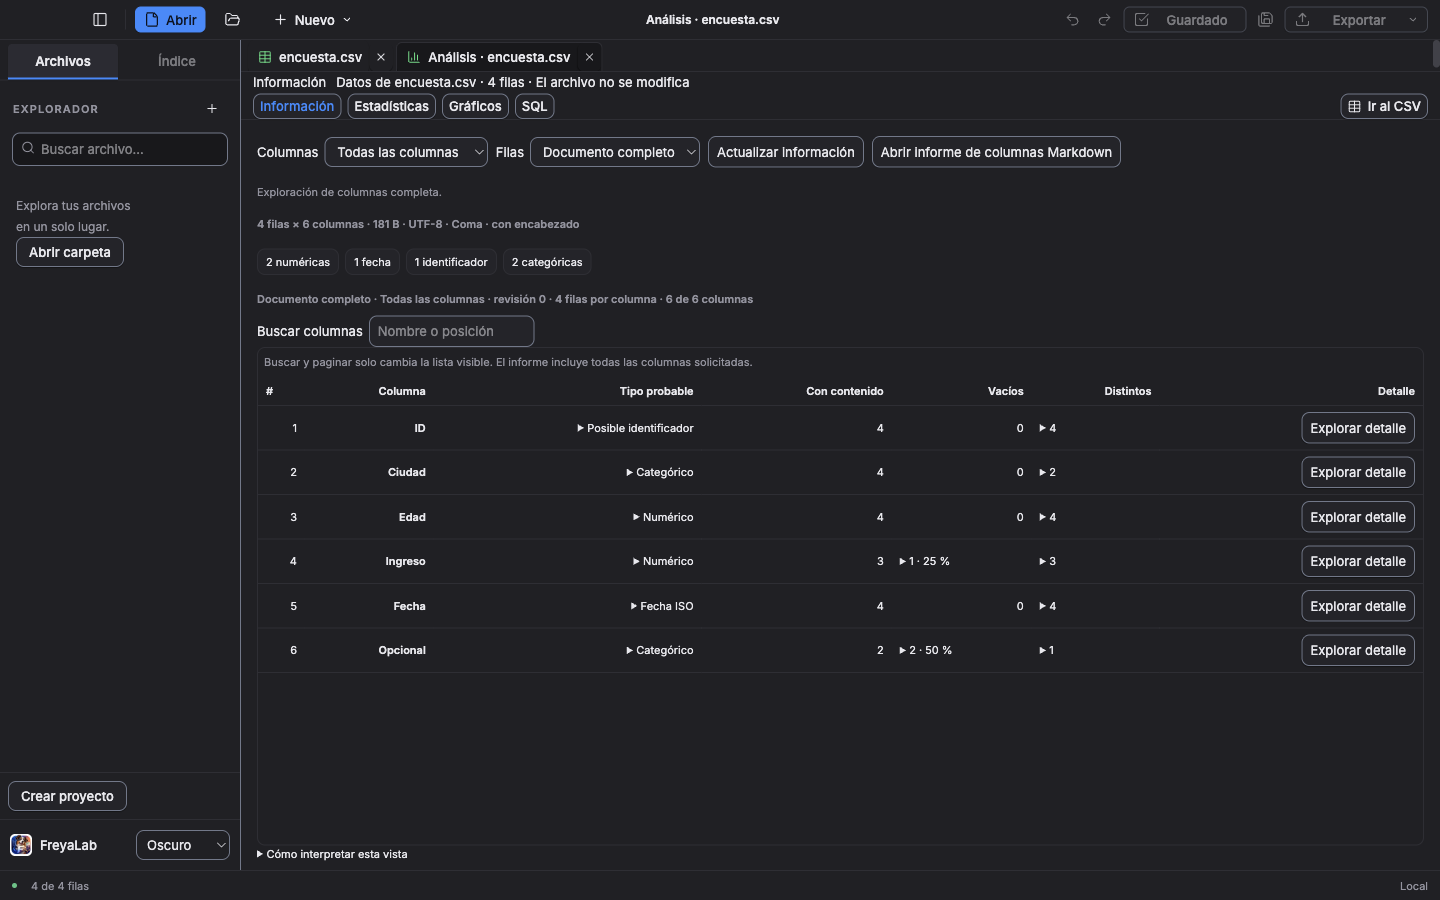 Abrir
Nuevo
Análisis · encuesta.csv
Guardado
Exportar
Archivos
Índice
encuesta.csv
Análisis · encuesta.csv
Información Datos de encuesta.csv · 4 filas · El archivo no se modifica
Información
Estadísticas
Gráficos
SQL
Ir al CSV
EXPLORADOR
Buscar archivo...
Explora tus archivos
en un solo lugar.
Abrir carpeta
Columnas Todas las columnas Filas Documento completo Actualizar información Abrir informe de columnas Markdown
Exploración de columnas completa.
4 filas × 6 columnas · 181 B · UTF-8 · Coma · con encabezado
2 numéricas 1 fecha 1 identificador 2 categóricas
Documento completo · Todas las columnas · revisión 0 · 4 filas por columna · 6 de 6 columnas
Buscar columnas Nombre o posición
Buscar y paginar solo cambia la lista visible. El informe incluye todas las columnas solicitadas.
# Columna Tipo probable Con contenido Vacíos Distintos Detalle
1 ID Posible identificador 4 0 4 Explorar detalle
2 Ciudad Categórico 4 0 2 Explorar detalle
3 Edad Numérico 4 0 4 Explorar detalle
4 Ingreso Numérico 3 1 · 25 % 3 Explorar detalle
5 Fecha Fecha ISO 4 0 4 Explorar detalle
6 Opcional Categórico 2 2 · 50 % 1 Explorar detalle
Cómo interpretar esta vista
Crear proyecto
FreyaLab
Oscuro
4 de 4 filas
Local